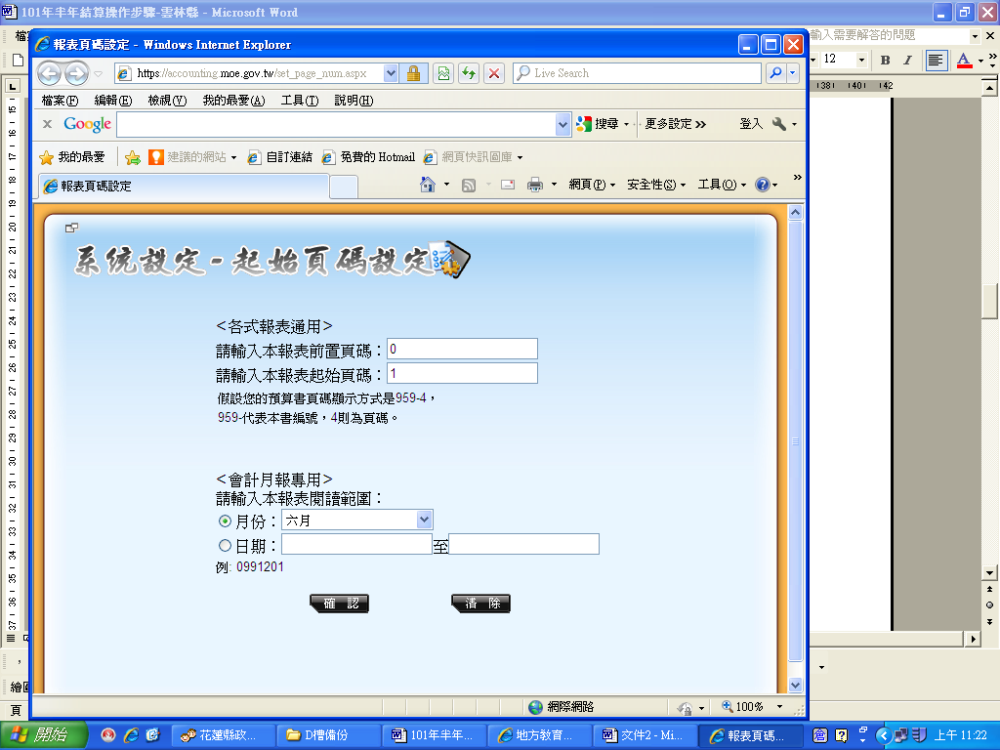 101年半年結算操作步驟-雲林縣 - Microsoft Word
檔
輸入需要解答的問題
報表頁碼設定 - Windows Internet Explorer
https://accounting.moe.gov.tw/set_page_num.aspx
Live Search
12
B I A
檔案(F) 編輯(E) 檢視(V) 我的最愛(A) 工具(T) 說明(H)
38 40 42
x Google 搜尋 更多設定 >> 登入
我的最愛 建議的網站 自訂連結 免費的 Hotmail 網頁快訊圖庫
報表頁碼設定
網頁(P) 安全性(S) 工具(O)
系統設定-起始頁碼設定
<各式報表通用>
請輸入本報表前置頁碼：0
請輸入本報表起始頁碼：1
假設您的預算書頁碼顯示方式是959-4，
959-代表本書編號，4則為頁碼。
<會計月報專用>
請輸入本報表閱讀範圍：
月份：六月
日期： 至
例: 0991201
確 認 清 除
網際網路 100%
繪圖
頁
開始 花蓮縣政... D槽備份 101年半年... 地方教育... 文件2 - Mi... 報表頁碼... 上午 11:22